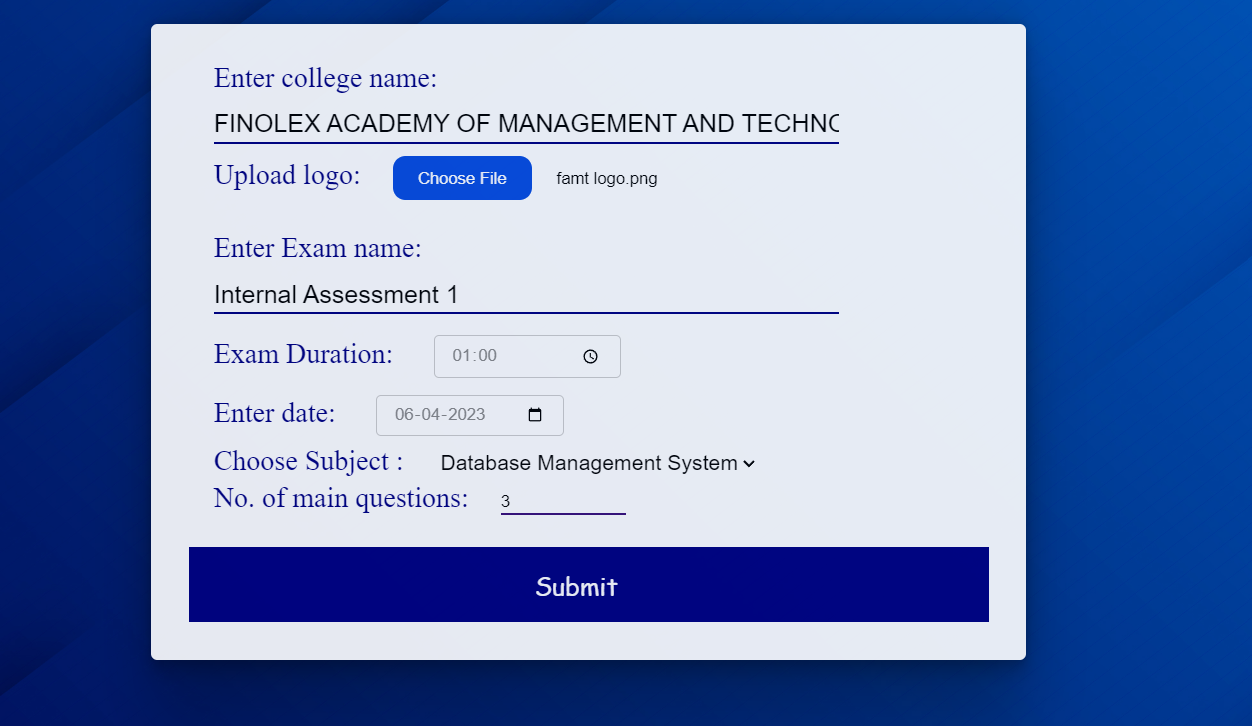 Enter college name:
FINOLEX ACADEMY OF MANAGEMENT AND TECHNO
Upload logo: Choose File famt logo.png
Enter Exam name:
Internal Assessment 1
Exam Duration: 01:00
Enter date: 06-04-2023
Choose Subject : Database Management System
No. of main questions: 3
Submit